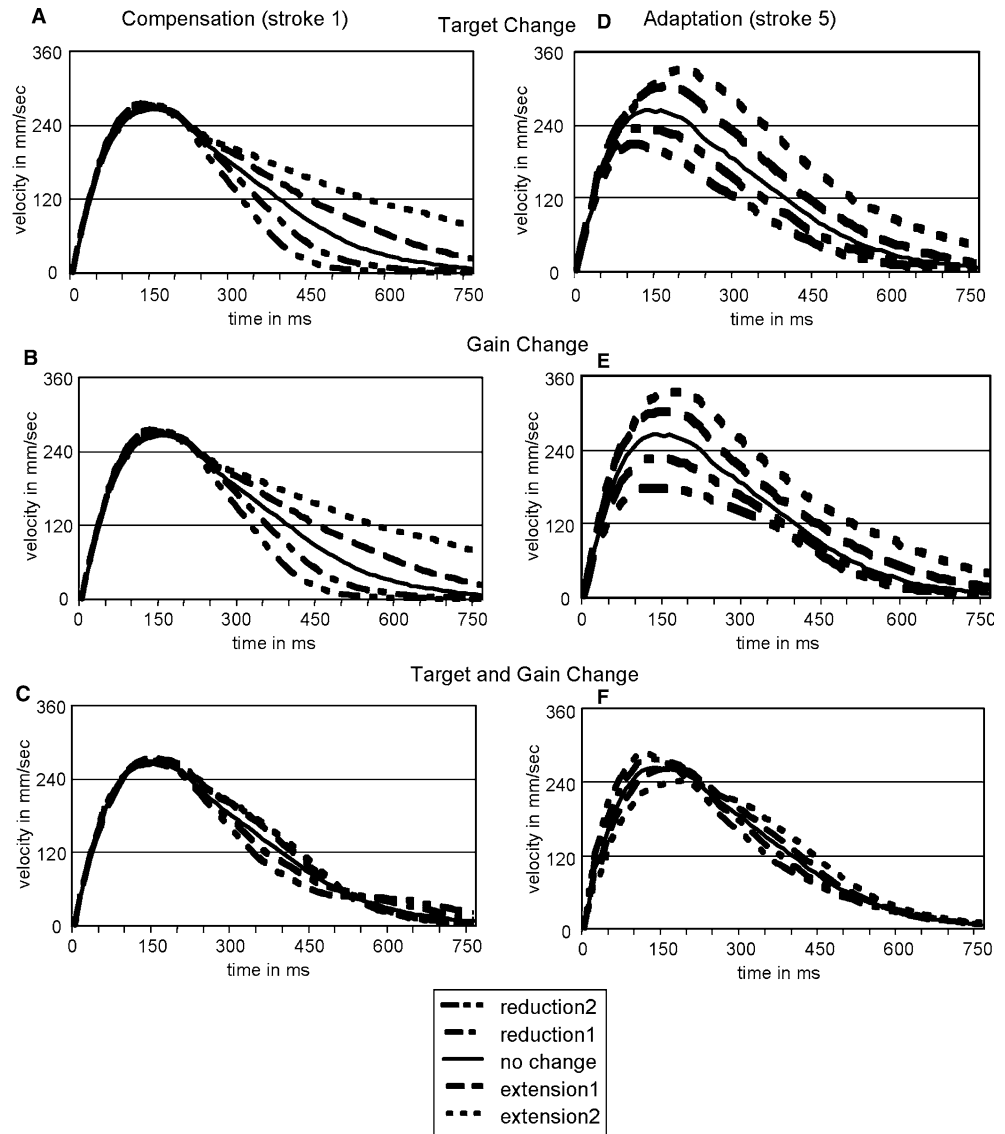 A Compensation (stroke 1) D Adaptation (stroke 5)
Target Change
360
240
120
0
velocity in mm/sec
0 150 300 450 600 750
time in ms
360
240
120
0
velocity in mm/sec
0 150 300 450 600 750
time in ms
Gain Change
B
360
240
120
0
velocity in mm/sec
0 150 300 450 600 750
time in ms
E
360
240
120
0
velocity in mm/sec
0 150 300 450 600 750
time in ms
Target and Gain Change
C
360
240
120
0
velocity in mm/sec
0 150 300 450 600 750
time in ms
F
360
240
120
0
velocity in mm/sec
0 150 300 450 600 750
time in ms
reduction2
reduction1
no change
extension1
extension2